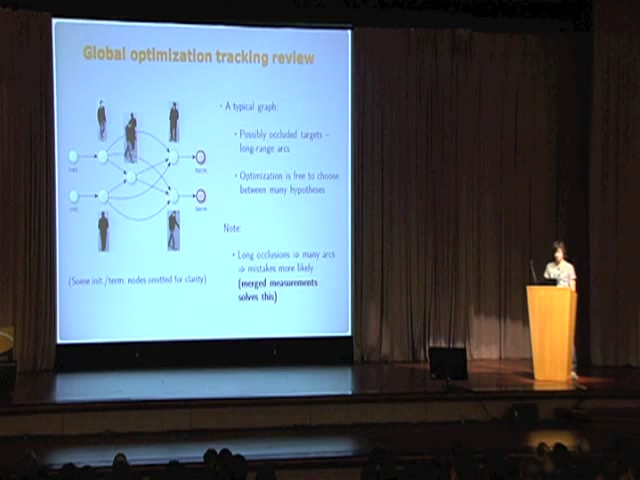 Global optimization tracking review
• A typical graph:
• Possibly occluded targets –
long-range arcs
• Optimization is free to choose
between many hypotheses
init.
term.
init.
term.
Note:
• Long occlusions ⇒ many arcs
⇒ mistakes more likely
(merged measurements
solves this)
(Some init./term. nodes omitted for clarity)